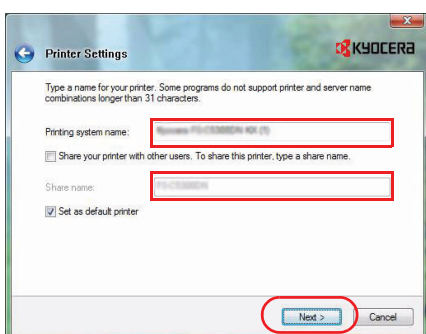 Printer Settings
KYOCERA
Type a name for your printer. Some programs do not support printer and server name
combinations longer than 31 characters.
Printing system name:
Share your printer with other users. To share this printer, type a share name.
Share name:
Set as default printer
Next >
Cancel